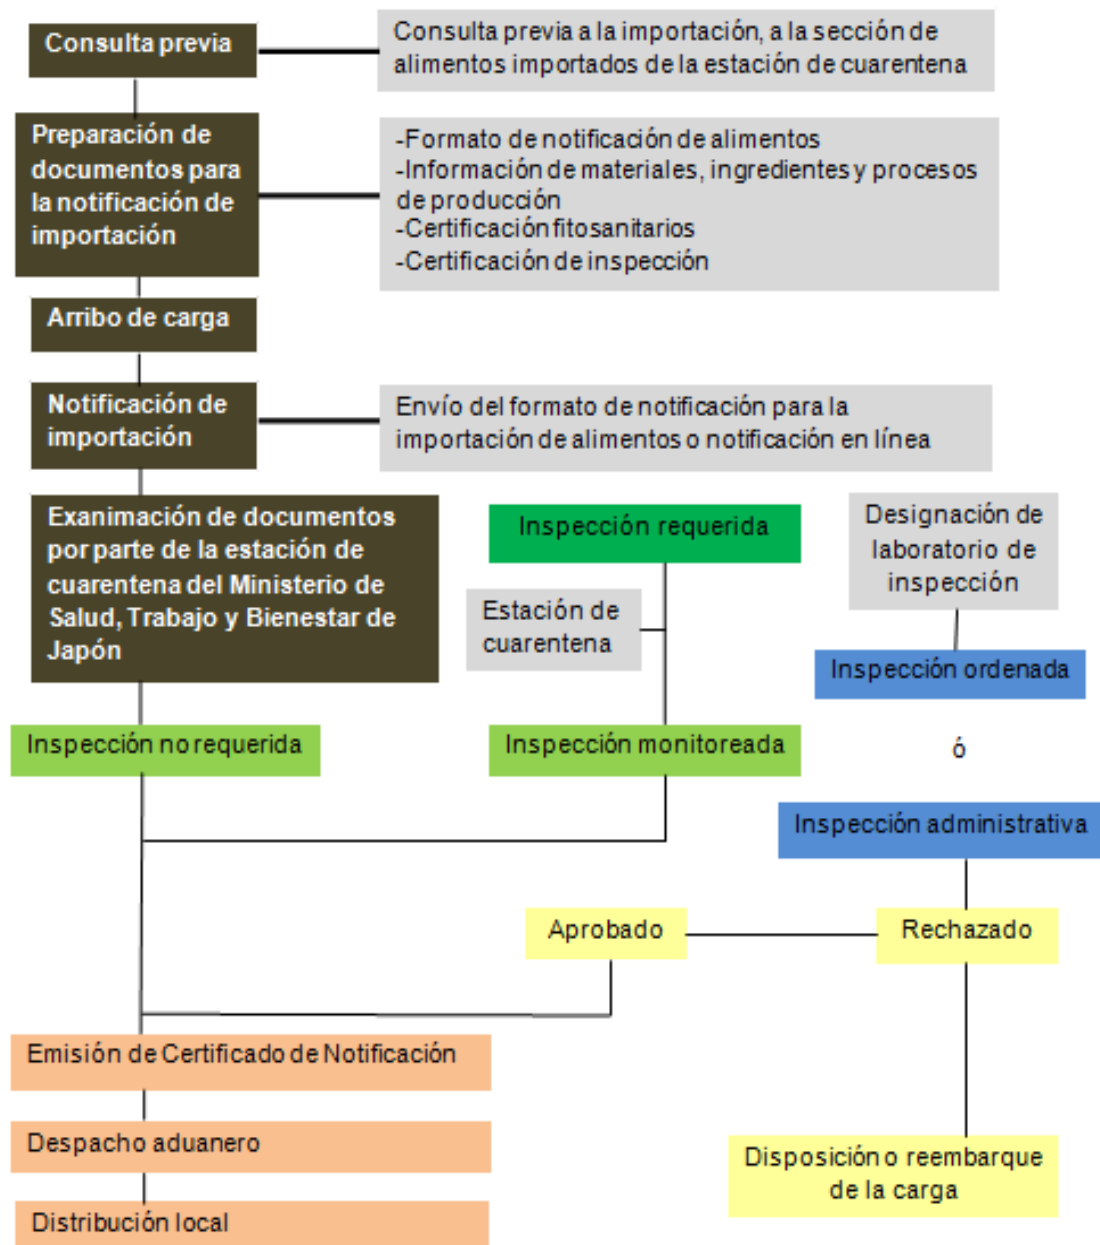 Consulta previa
Consulta previa a la importación, a la sección de
alimentos importados de la estación de cuarentena
Preparación de
documentos para
la notificación de
importación
-Formato de notificación de alimentos
-Información de materiales, ingredientes y procesos
de producción
-Certificación fitosanitarios
-Certificación de inspección
Arribo de carga
Notificación de
importación
Envío del formato de notificación para la
importación de alimentos o notificación en línea
Exanimación de documentos
por parte de la estación de
cuarentena del Ministerio de
Salud, Trabajo y Bienestar de
Japón
Inspección requerida
Designación de
laboratorio de
inspección
Estación de
cuarentena
Inspección ordenada
Inspección no requerida
Inspección monitoreada
ó
Inspección administrativa
Aprobado
Rechazado
Emisión de Certificado de Notificación
Despacho aduanero
Disposición o reembarque
de la carga
Distribución local